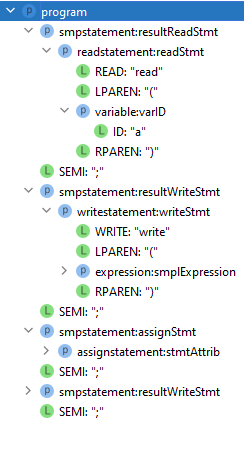 program
smpstatement:resultReadStmt
readstatement:readStmt
READ: "read"
LPAREN: "("
variable:varID
ID: "a"
RPAREN: ")"
SEMI: ";"
smpstatement:resultWriteStmt
writestatement:writeStmt
WRITE: "write"
LPAREN: "("
expression:smplExpression
RPAREN: ")"
SEMI: ";"
smpstatement:assignStmt
assignstatement:stmtAttrib
SEMI: ";"
smpstatement:resultWriteStmt
SEMI: ";"